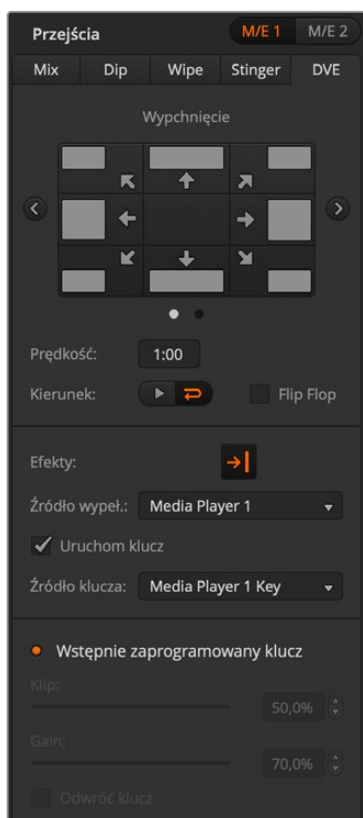 Przejścia M/E 1 M/E 2
Mix Dip Wipe Stinger DVE
Wypchnięcie
Prędkość: 1:00
Kierunek: Flip Flop
Efekty:
Źródło wypeł.: Media Player 1
Uruchom klucz
Źródło klucza: Media Player 1 Key
Wstępnie zaprogramowany klucz
Klip:
50,0%
Gain:
70,0%
Odwróć klucz